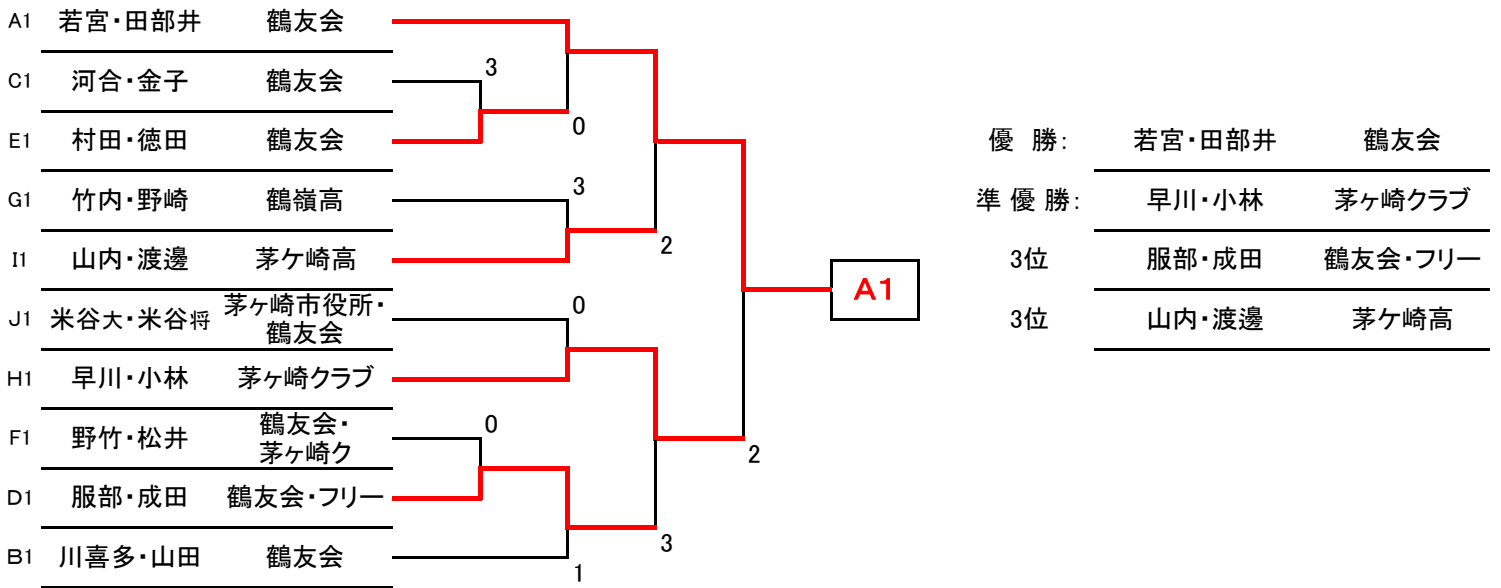 A1 若宮・田部井 鶴友会
C1 河合・金子 鶴友会 3
E1 村田・徳田 鶴友会 0
G1 竹内・野崎 鶴嶺高 3
I1 山内・渡邊 茅ケ崎高 2
J1 米谷大・米谷将 茅ヶ崎市役所・
鶴友会 0
H1 早川・小林 茅ヶ崎クラブ
F1 野竹・松井 鶴友会・
茅ヶ崎ク 0
2
D1 服部・成田 鶴友会・フリー
3
B1 川喜多・山田 鶴友会 1
A1
優 勝: 若宮・田部井 鶴友会
準 優 勝: 早川・小林 茅ヶ崎クラブ
3位 服部・成田 鶴友会・フリー
3位 山内・渡邊 茅ケ崎高